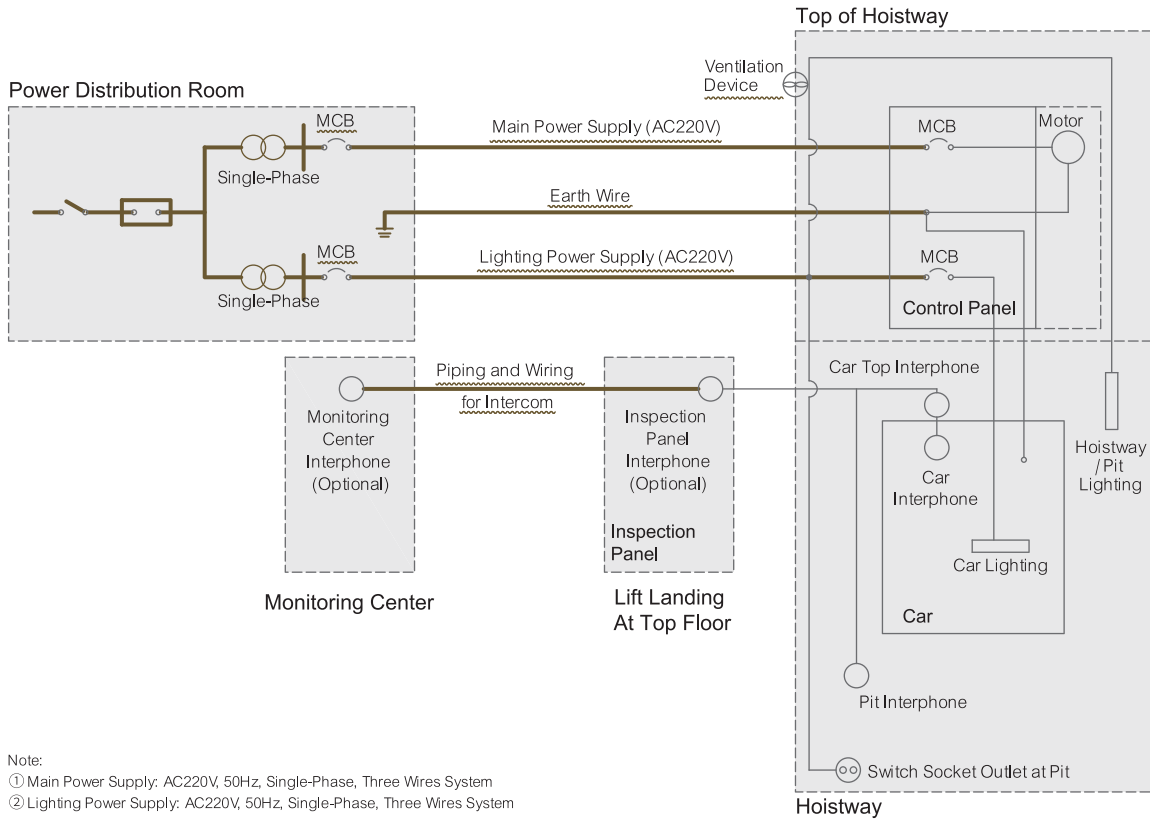 Top of Hoistway
Ventilation
Device
Power Distribution Room
MCB
Main Power Supply (AC220V)
MCB
Motor
Single-Phase
Earth Wire
MCB
Lighting Power Supply (AC220V)
MCB
Single-Phase
Control Panel
Piping and Wiring
for Intercom
Car Top Interphone
Monitoring
Center
Interphone
(Optional)
Inspection
Panel
Interphone
(Optional)
Inspection
Panel
Car
Interphone
Hoistway
/ Pit
Lighting
Car Lighting
Car
Monitoring Center
Lift Landing
At Top Floor
Pit Interphone
Switch Socket Outlet at Pit
Hoistway
Note:
① Main Power Supply: AC220V, 50Hz, Single-Phase, Three Wires System
② Lighting Power Supply: AC220V, 50Hz, Single-Phase, Three Wires System